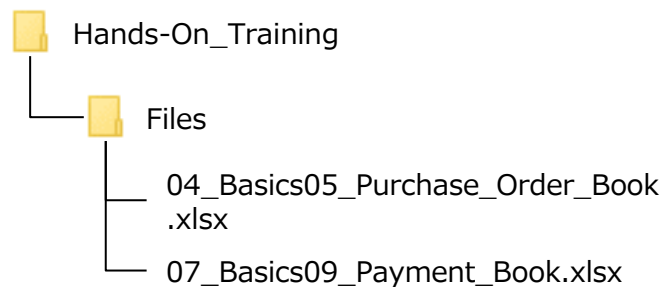 Hands-On_Training
Files
04_Basics05_Purchase_Order_Book
.xlsx
07_Basics09_Payment_Book.xlsx